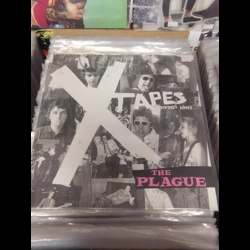 X TAPES
THE
PLAGUE